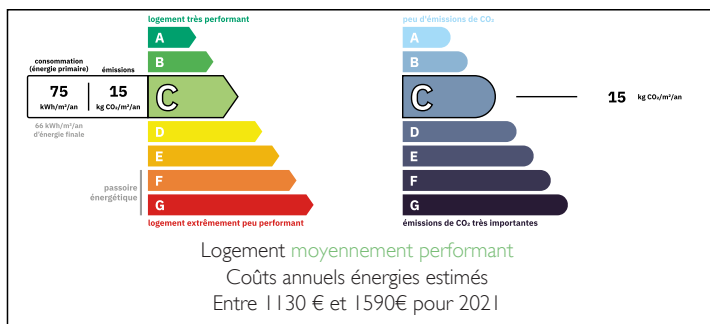 logement très performant
A
B
consommation
(énergie primaire)
émissions
75
kWh/m²/an
15
kg CO₂/m²/an
C
66 kWh/m²/an
d'énergie finale
D
E
passoire
énergétique
F
G
logement extrêmement peu performant
peu d'émissions de CO₂
A
B
C
15 kg CO₂/m²/an
D
E
F
G
émissions de CO₂ très importantes
Logement moyennement performant
Coûts annuels énergies estimés
Entre 1130 € et 1590€ pour 2021